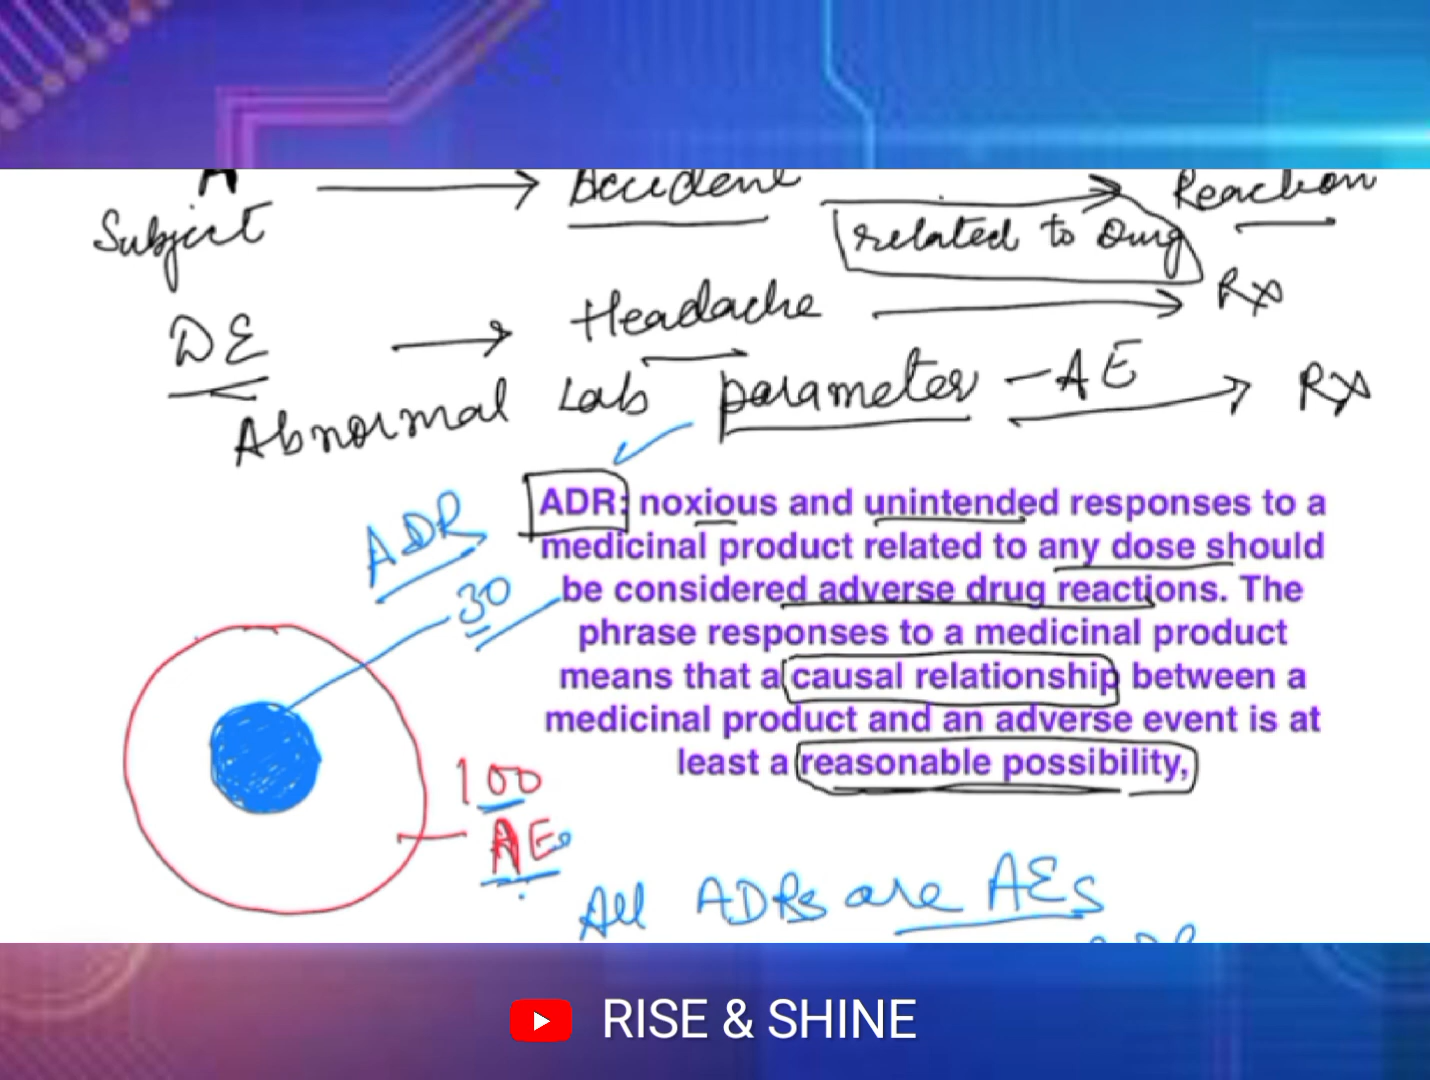 A Accident Reaction
Subject related to Drug
DE Headache Rx
Abnormal Lab parameter - AE Rx
ADR ADR: noxious and unintended responses to a
medicinal product related to any dose should
30 be considered adverse drug reactions. The
phrase responses to a medicinal product
means that a causal relationship between a
medicinal product and an adverse event is at
least a reasonable possibility,
100
AEs
All ADRs are AEs
RISE & SHINE